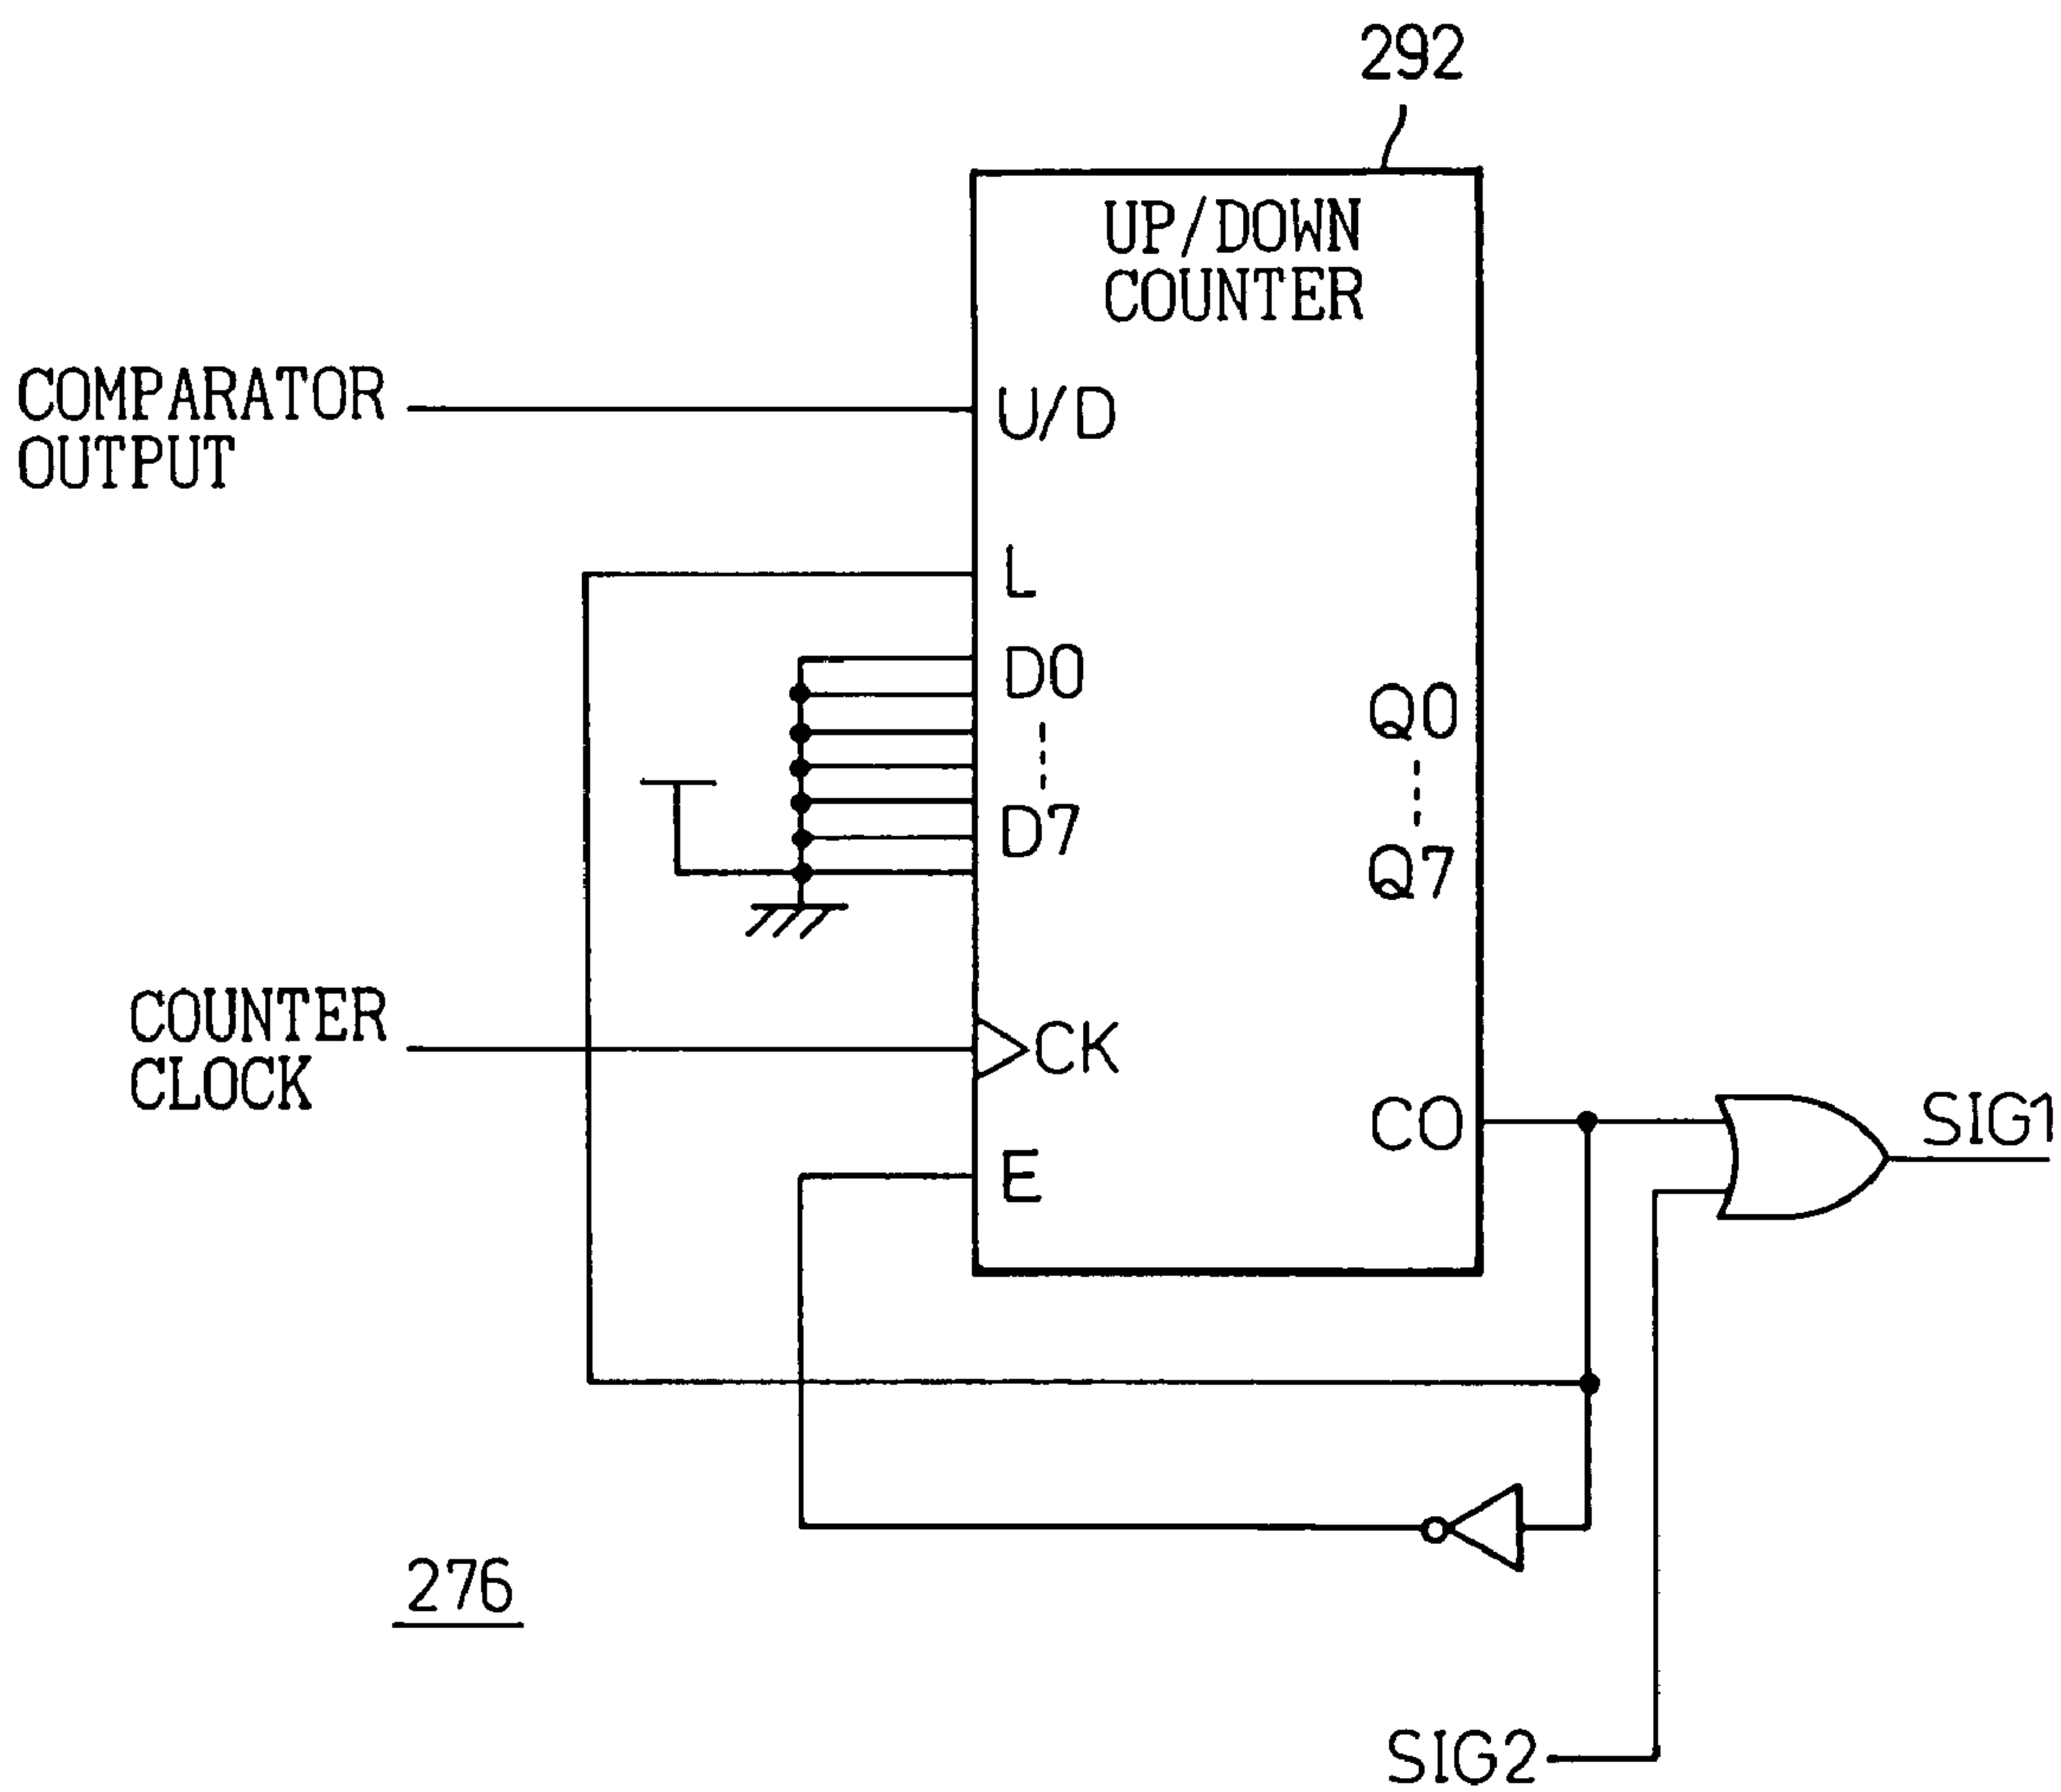 292
UP/DOWN
COUNTER
COMPARATOR
OUTPUT
U/D
L
D0
D7
Q0
Q7
COUNTER
CLOCK
CK
CO
SIG1
E
276
SIG2